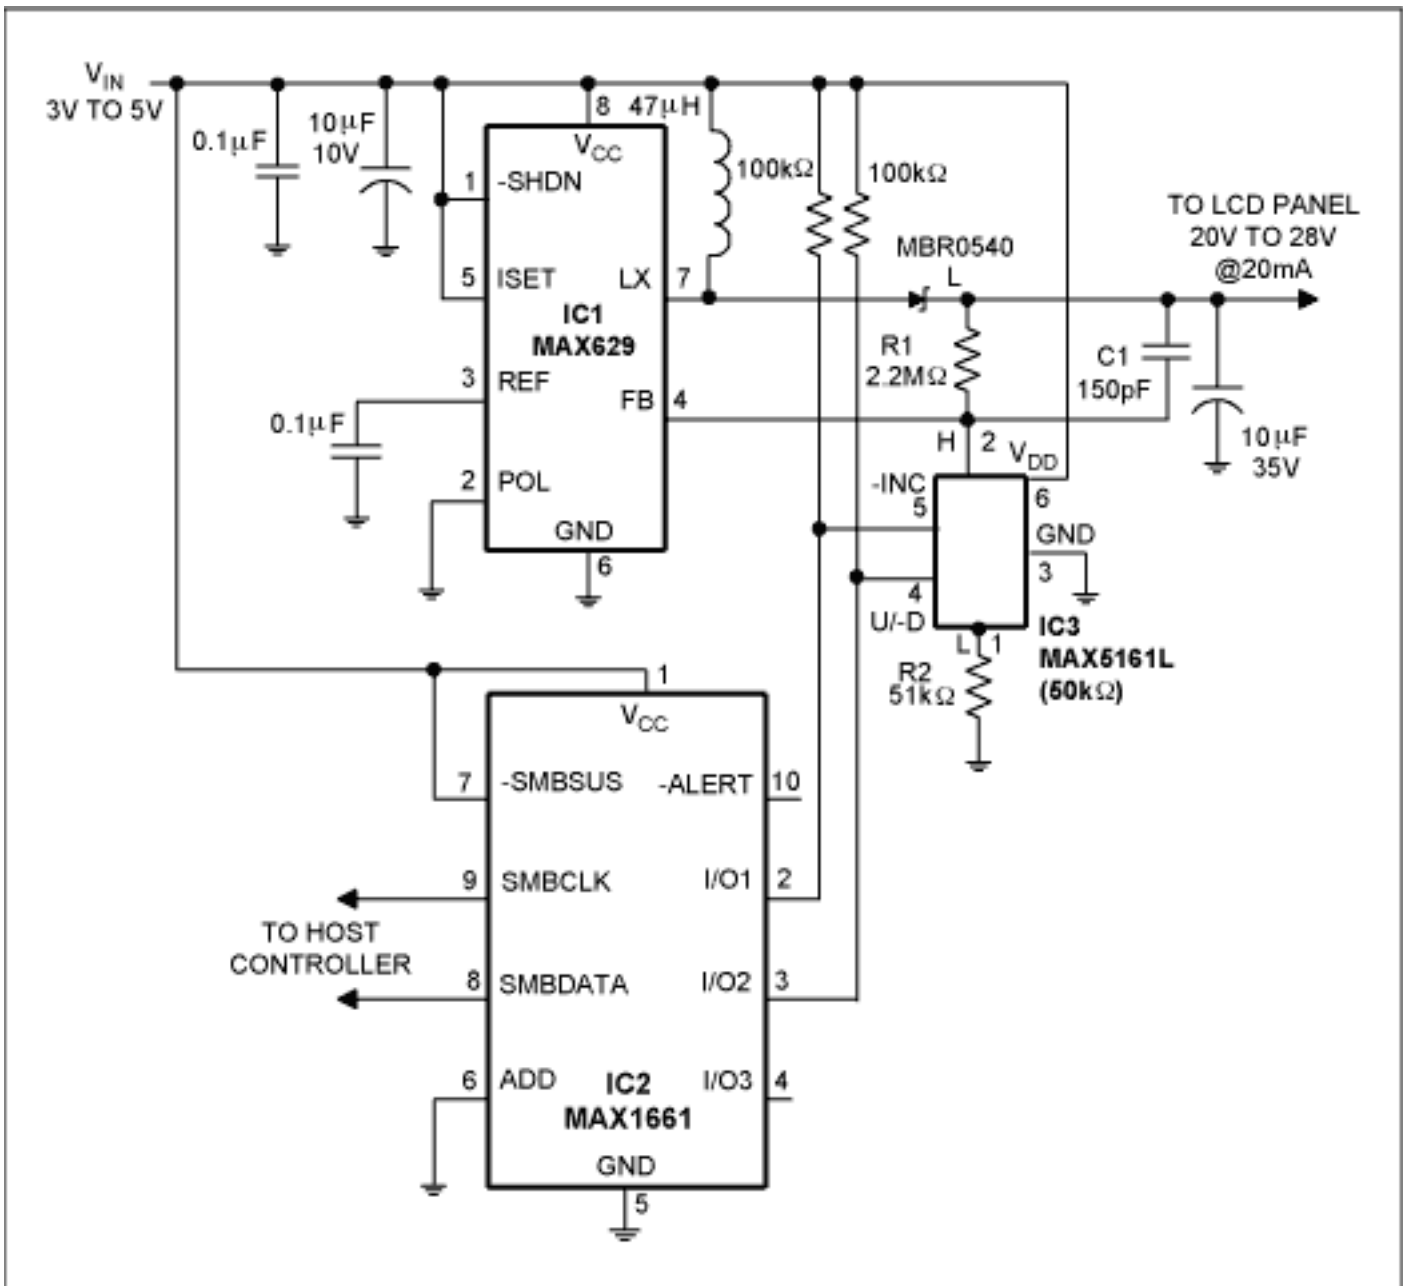 VIN
3V TO 5V
0.1µF
10µF
10V
8
47µH
VCC
1
-SHDN
100kΩ
100kΩ
TO LCD PANEL
20V TO 28V
@20mA
MBR0540
L
5
ISET
LX
7
IC1
MAX629
R1
2.2MΩ
C1
150pF
3
REF
FB
4
0.1µF
10µF
35V
H
2
VDD
2
POL
-INC
5
6
GND
GND
3
6
4
U/-D
L
1
IC3
MAX5161L
(50kΩ)
R2
51kΩ
1
VCC
7
-SMBSUS
-ALERT
10
9
SMBCLK
I/O1
2
TO HOST
CONTROLLER
8
SMBDATA
I/O2
3
6
ADD
IC2
MAX1661
I/O3
4
GND
5